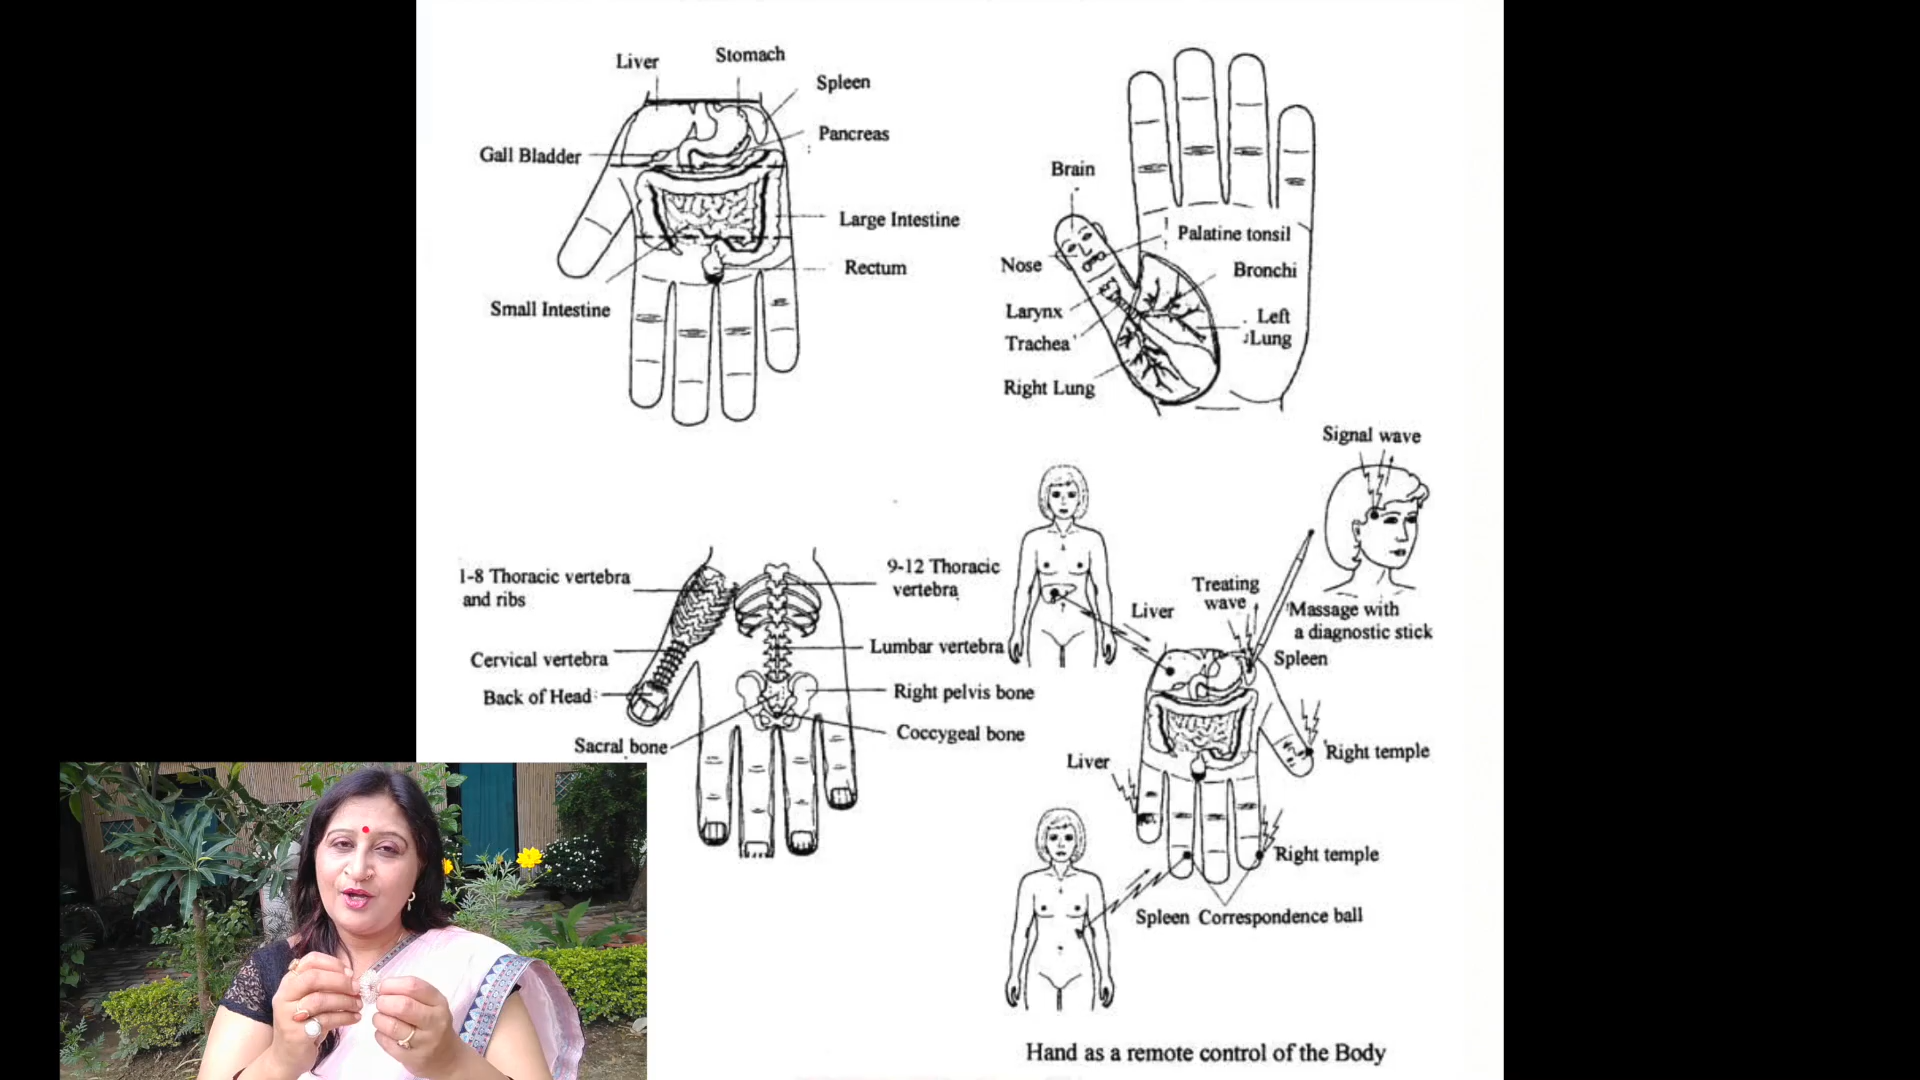 Liver
Stomach
Spleen
Pancreas
Gall Bladder
Large Intestine
Rectum
Small Intestine
Brain
Palatine tonsil
Nose
Bronchi
Larynx
Left
Lung
Trachea
Right Lung
1-8 Thoracic vertebra
and ribs
9-12 Thoracic
vertebra
Cervical vertebra
Lumbar vertebra
Back of Head
Right pelvis bone
Sacral bone
Coccygeal bone
Signal wave
Liver
Treating
wave
Massage with
a diagnostic stick
Spleen
Right temple
Liver
Right temple
Spleen Correspondence ball
Hand as a remote control of the Body